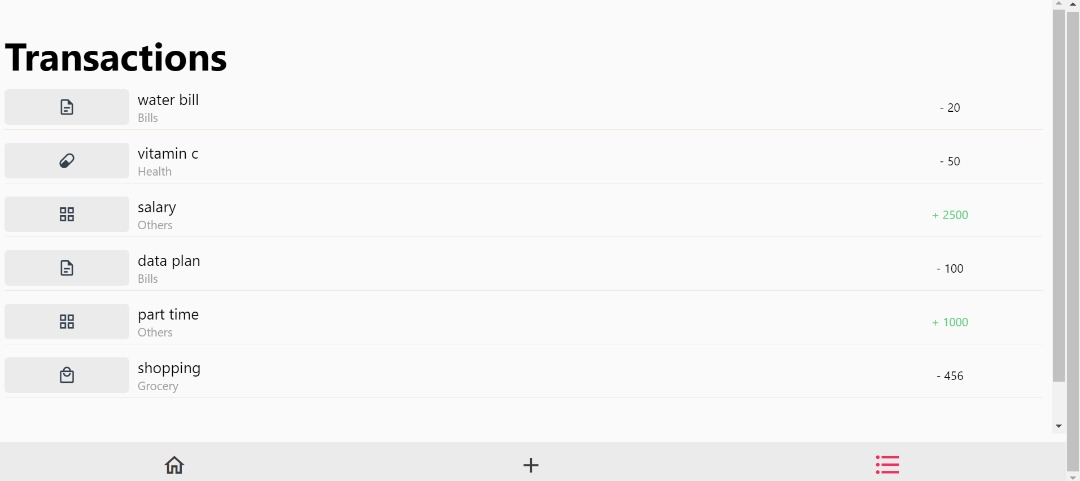 Transactions
water bill
Bills
- 20
vitamin c
Health
- 50
salary
Others
+ 2500
data plan
Bills
- 100
part time
Others
+ 1000
shopping
Grocery
- 456